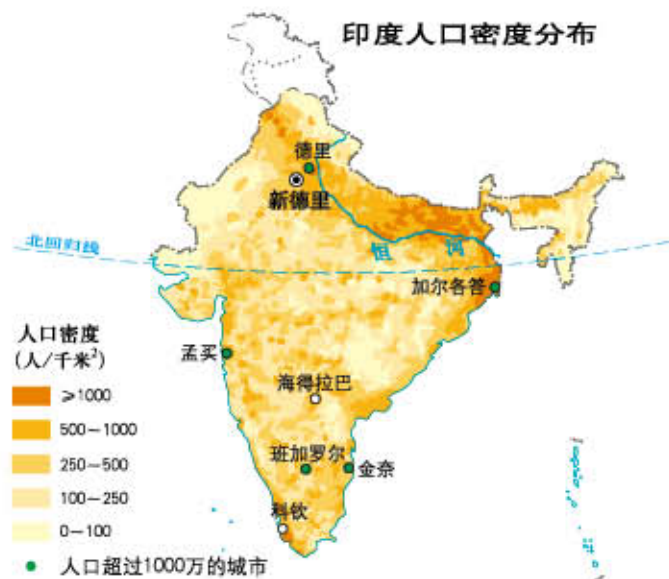 印度人口密度分布
德里
新德里
北回归线
恒河
加尔各答
孟买
海得拉巴
班加罗尔
金奈
科钦
人口密度
(人/千米²)
≥1000
500～1000
250～500
100～250
0～100
人口超过1000万的城市